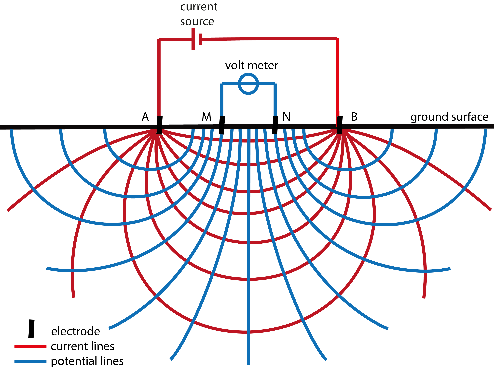 current
source
volt meter
A
M
N
B
ground surface
electrode
current lines
potential lines